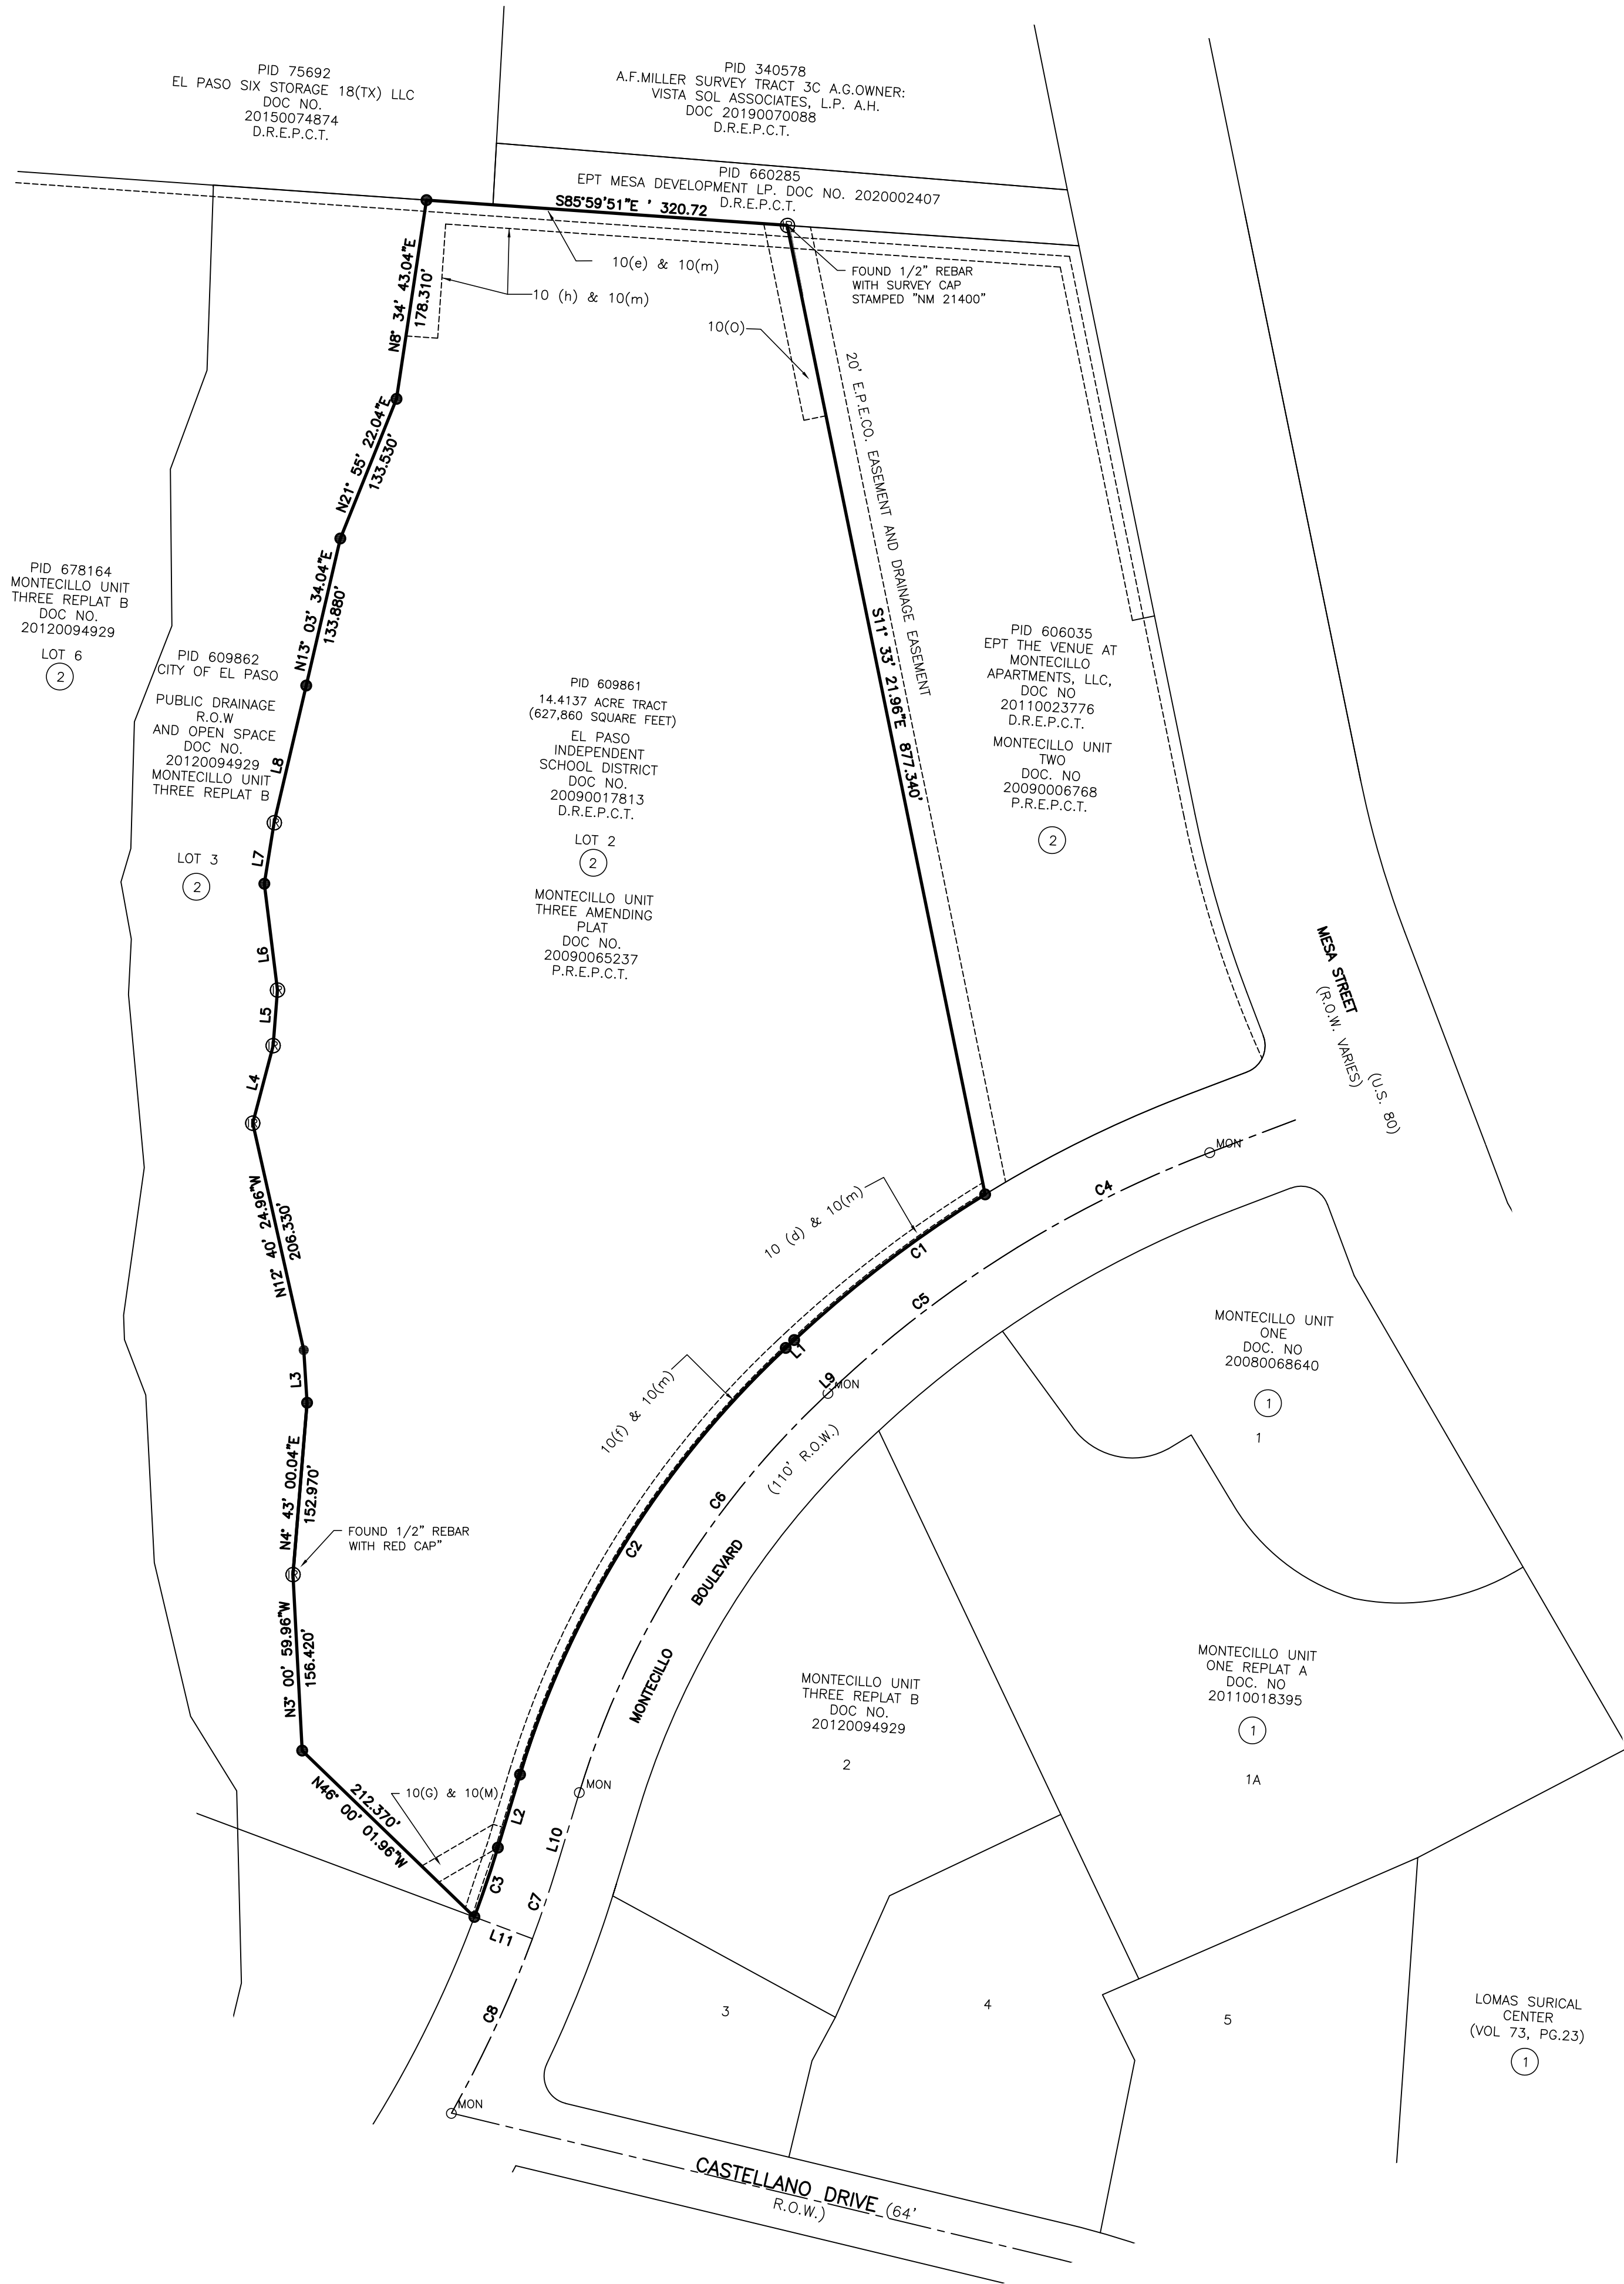 PID 75692
EL PASO SIX STORAGE 18(TX) LLC
DOC NO.
20150074874
D.R.E.P.C.T.
PID 340578
A.F.MILLER SURVEY TRACT 3C A.G.OWNER:
VISTA SOL ASSOCIATES, L.P. A.H.
DOC 20190070088
D.R.E.P.C.T.
PID 660285
EPT MESA DEVELOPMENT LP. DOC NO. 2020002407
D.R.E.P.C.T.
S85°59'51"E ' 320.72
10(e) & 10(m)
10 (h) & 10(m)
FOUND 1/2" REBAR
WITH SURVEY CAP
STAMPED "NM 21400"
10(O)
N8° 34' 43.04"E
178.310'
N21° 55' 22.04"E
133.530'
N13° 03' 34.04"E
133.880'
20' E.P.E.CO. EASEMENT AND DRAINAGE EASEMENT
S11° 33' 21.96"E 877.340'
PID 678164
MONTECILLO UNIT
THREE REPLAT B
DOC NO.
20120094929
LOT 6
2
PID 609862
CITY OF EL PASO
PUBLIC DRAINAGE
R.O.W
AND OPEN SPACE
DOC NO.
20120094929
MONTECILLO UNIT
THREE REPLAT B
LOT 3
2
PID 609861
14.4137 ACRE TRACT
(627,860 SQUARE FEET)
EL PASO
INDEPENDENT
SCHOOL DISTRICT
DOC NO.
20090017813
D.R.E.P.C.T.
LOT 2
2
MONTECILLO UNIT
THREE AMENDING
PLAT
DOC NO.
20090065237
P.R.E.P.C.T.
PID 606035
EPT THE VENUE AT
MONTECILLO
APARTMENTS, LLC,
DOC NO
20110023776
D.R.E.P.C.T.
MONTECILLO UNIT
TWO
DOC. NO
20090006768
P.R.E.P.C.T.
2
L8
IR
L7
L6
IR
L5
IR
L4
IR
IR
MESA STREET
(R.O.W. VARIES)
(U.S. 80)
MON
C4
10 (d) & 10(m)
C1
C5
L1
L9
MON
N12° 40' 24.96"W
206.330'
L3
10(f) & 10(m)
(110' R.O.W.)
C6
C2
N4° 43' 00.04"E
152.970'
FOUND 1/2" REBAR
WITH RED CAP"
IR
MONTECILLO
BOULEVARD
N3° 00' 59.96"W
156.420'
MONTECILLO UNIT
ONE
DOC. NO
20080068640
1
1
MONTECILLO UNIT
ONE REPLAT A
DOC. NO
20110018395
1
1A
MONTECILLO UNIT
THREE REPLAT B
DOC NO.
20120094929
2
212.370'
N46° 00' 01.96"W
10(G) & 10(M)
MON
L2
L10
C3
C7
L11
C8
MON
3
4
5
LOMAS SURICAL
CENTER
(VOL 73, PG.23)
1
CASTELLANO DRIVE (64'
R.O.W.)